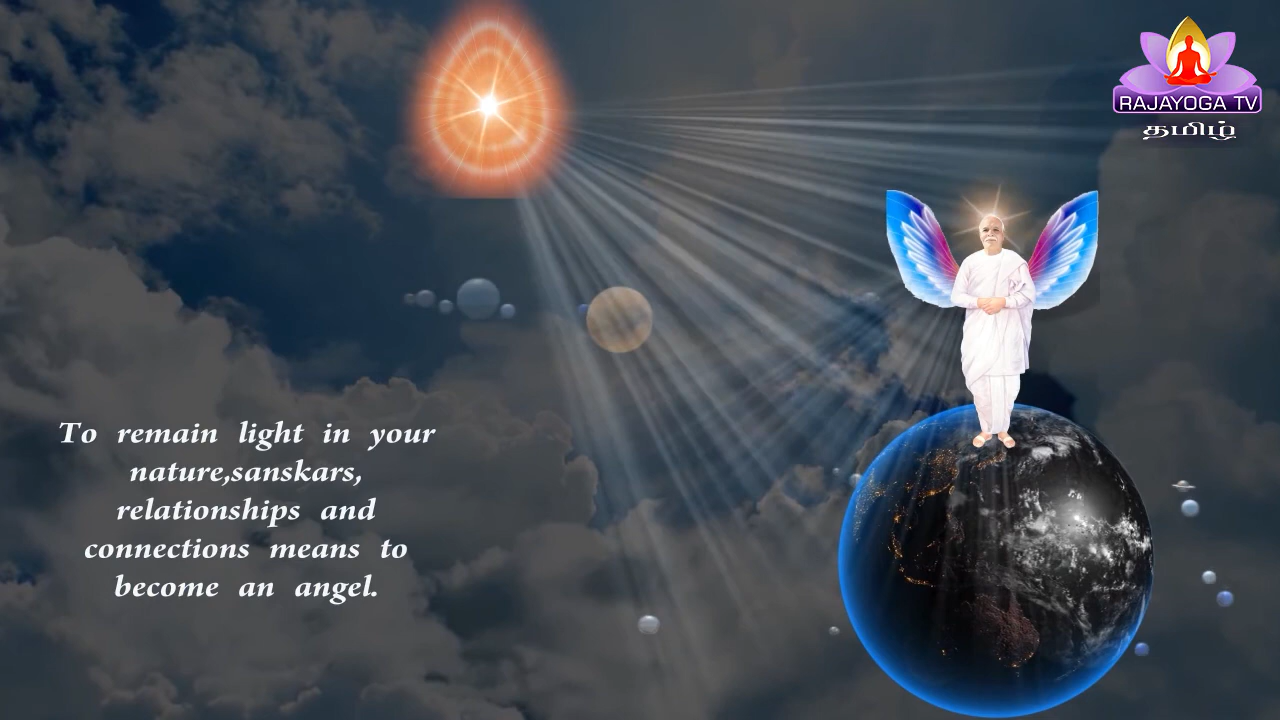 RAJAYOGA TV
தமிழ்
To remain light in your
nature,sanskars,
relationships and
connections means to
become an angel.